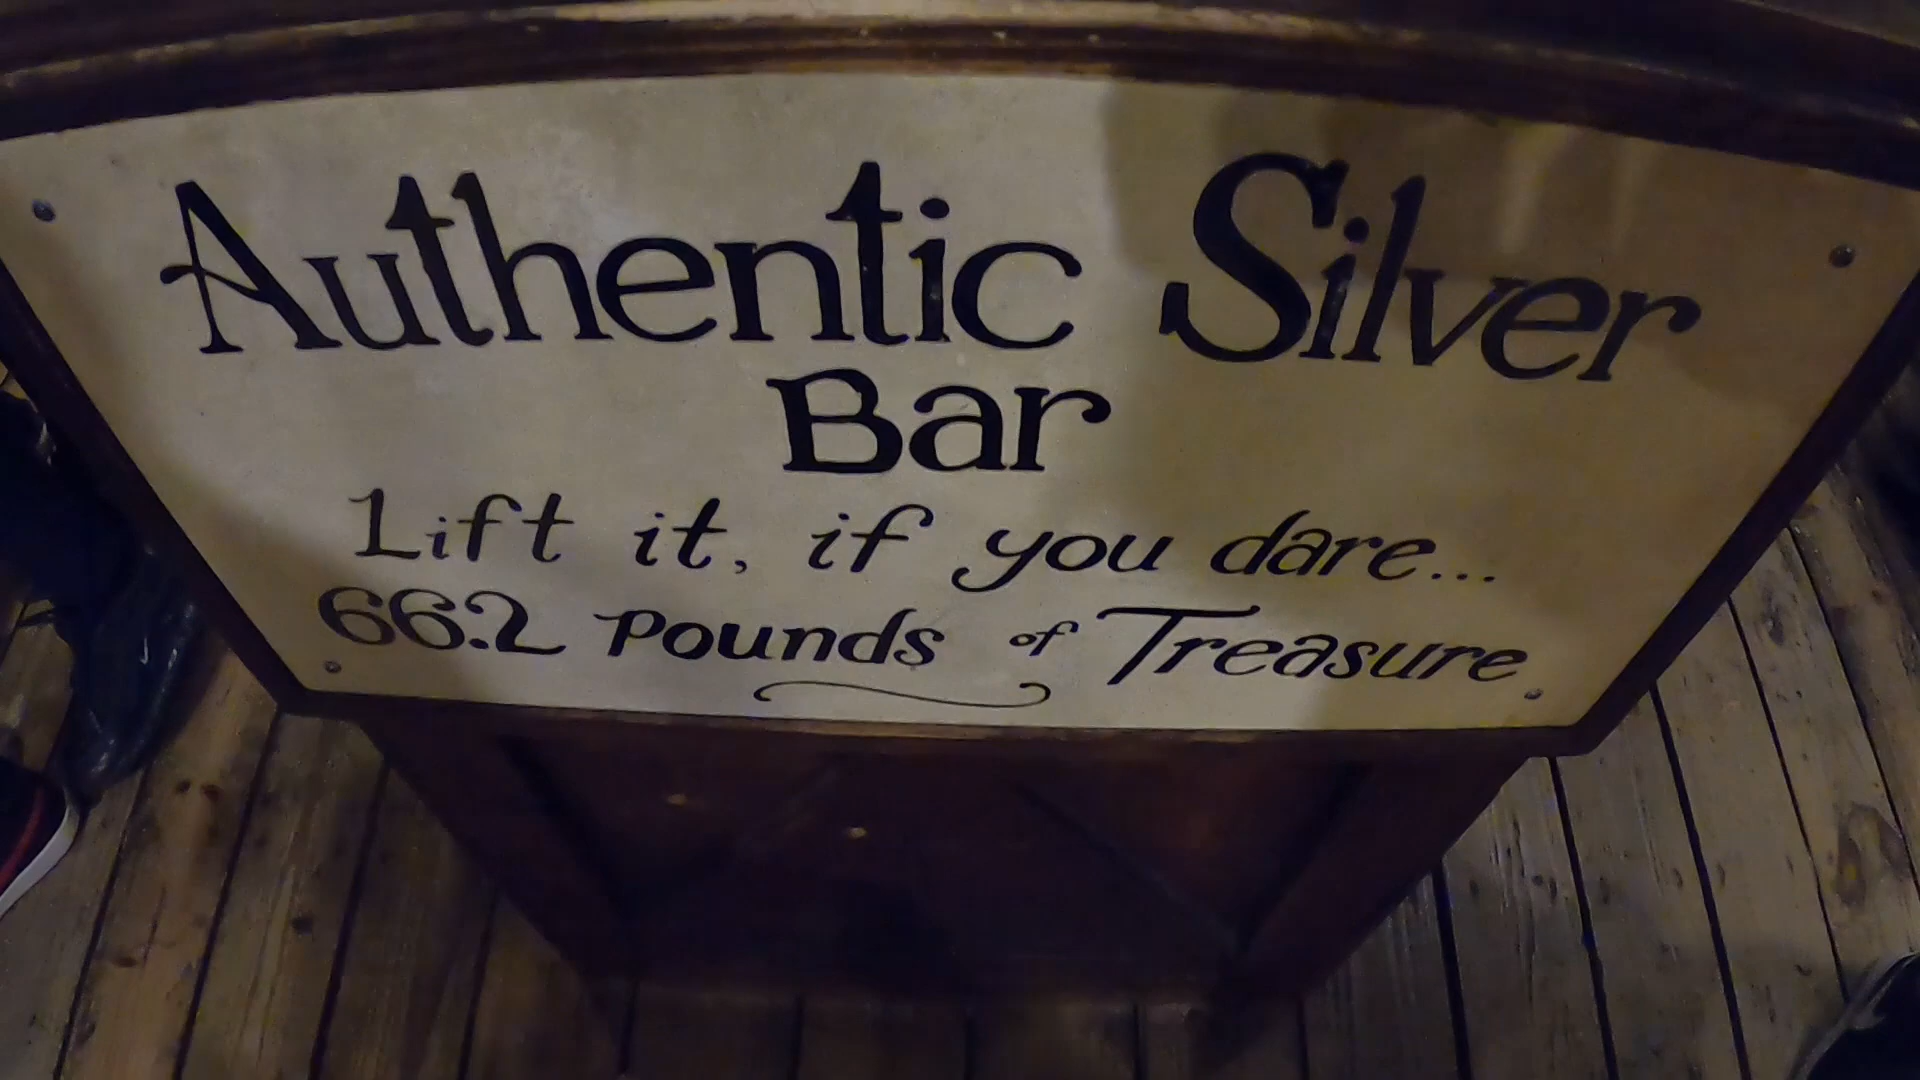 Authentic Silver
Bar
Lift it, if you dare...
66.2 Pounds of Treasure